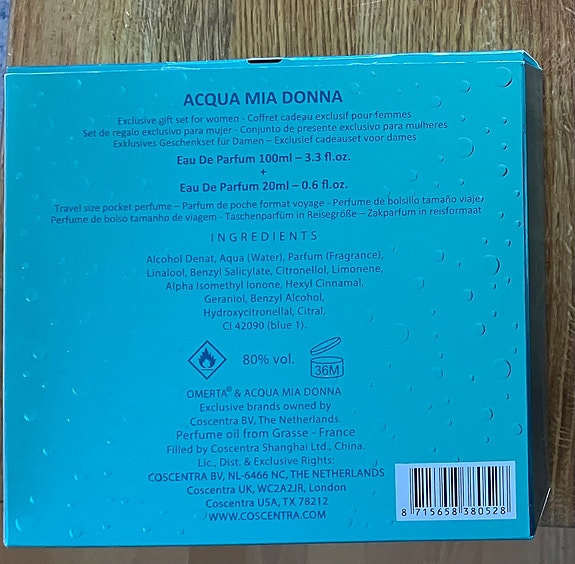 ACQUA MIA DONNA
Exclusive gift set for women - Coffret cadeau exclusif pour femmes
Set de regalo exclusivo para mujer - Conjunto de presente exclusivo para mulheres
Exklusives Geschenkset für Damen – Exclusief cadeauset voor dames
Eau De Parfum 100ml – 3.3 fl.oz.
+
Eau De Parfum 20ml – 0.6 fl.oz.
Travel size pocket perfume – Parfum de poche format voyage - Perfume de bolsillo tamaño viaje,
Perfume de bolso tamanho de viagem - Taschenparfüm in Reisegröße – Zakparfum in reisformaat
INGREDIENTS
Alcohol Denat, Aqua (Water), Parfum (Fragrance),
Linalool, Benzyl Salicylate, Citronellol, Limonene,
Alpha Isomethyl Ionone, Hexyl Cinnamal,
Geraniol, Benzyl Alcohol,
Hydroxycitronellal, Citral,
CI 42090 (blue 1).
80% vol.
36M
OMERTA® & ACQUA MIA DONNA
Exclusive brands owned by
Coscentra BV, The Netherlands.
Perfume oil from Grasse - France
Filled by Coscentra Shanghai Ltd., China.
Lic., Dist. & Exclusive Rights:
COSCENTRA BV, NL-6466 NC, THE NETHERLANDS
Coscentra UK, WC2A2JR, London
Coscentra USA, TX 78212
WWW.COSCENTRA.COM
8 715658 380528